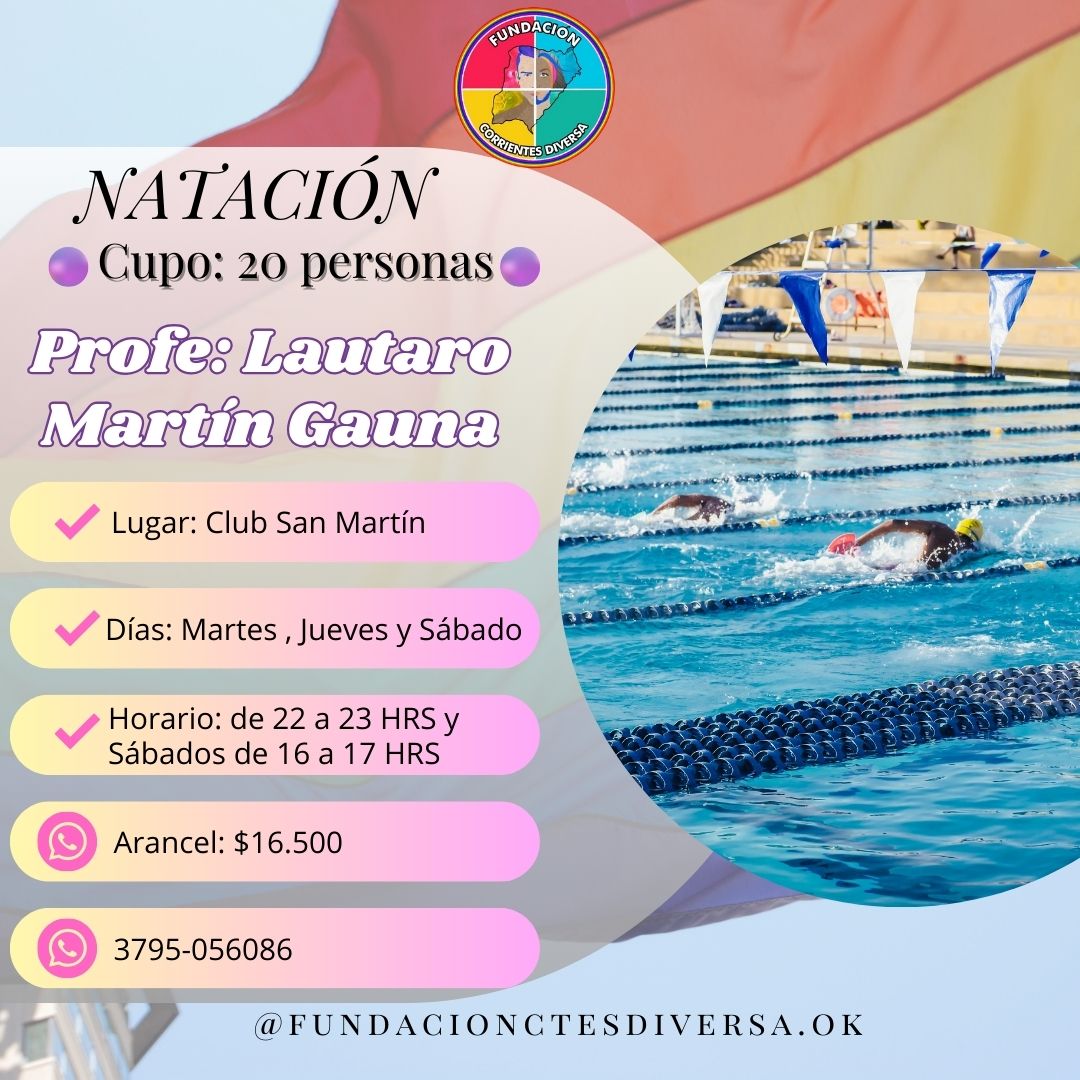 FUNDACION
CORRIENTES DIVERSA
NATACIÓN
Cupo: 20 personas
Profe: Lautaro
Martín Gauna
Lugar: Club San Martín
Días: Martes , Jueves y Sábado
Horario: de 22 a 23 HRS y
Sábados de 16 a 17 HRS
Arancel: $16.500
3795-056086
@FUNDACIONCTESDIVERSA.OK